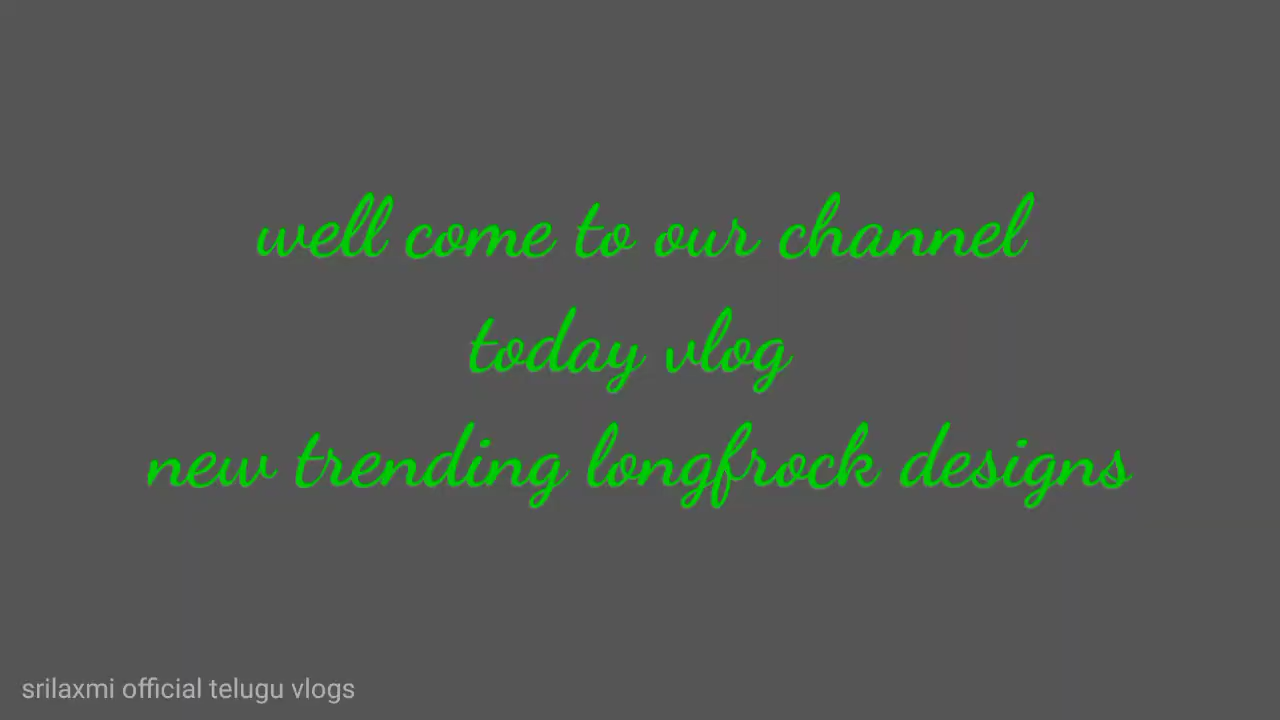 well come to our channel
today vlog
new trending longfrock designs
srilaxmi official telugu vlogs